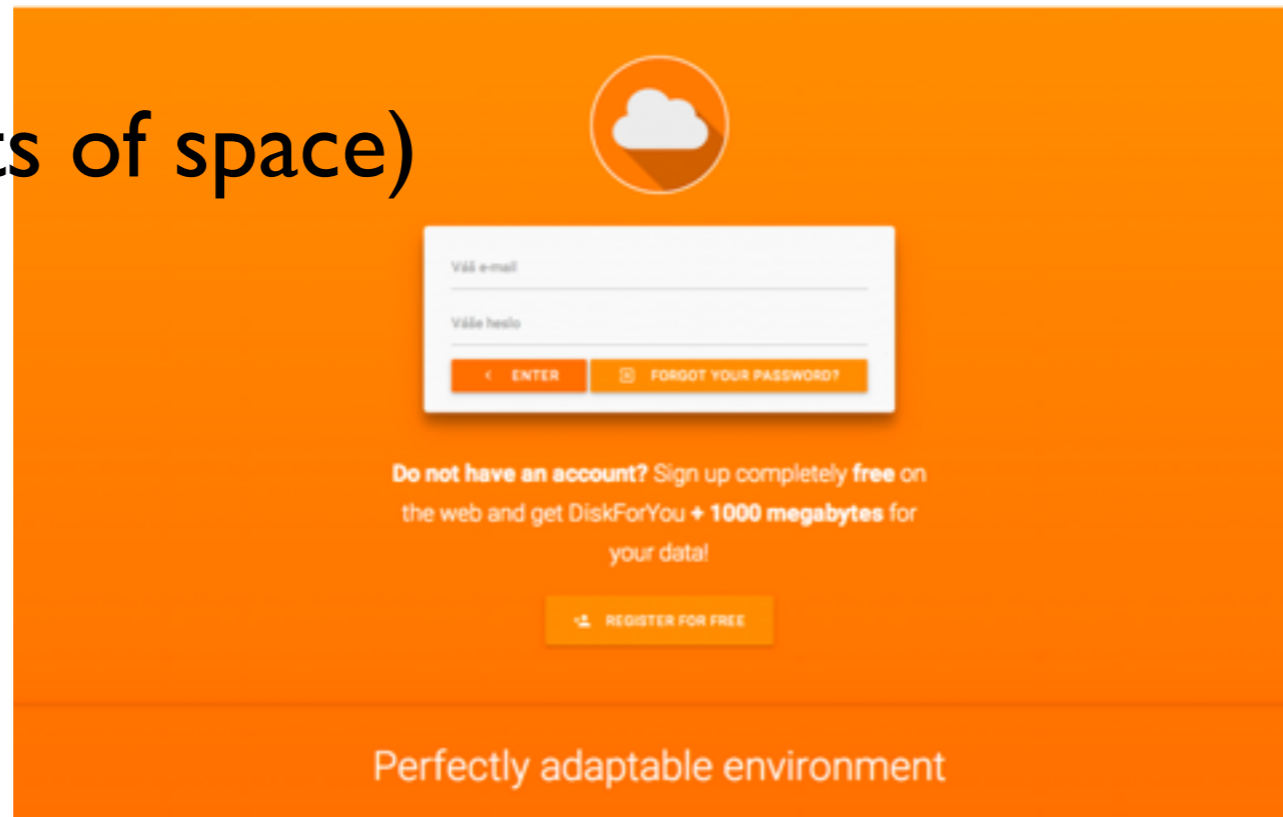 ts of space)
Váš e-mail
Váše heslo
< ENTER
FORGOT YOUR PASSWORD?
Do not have an account? Sign up completely free on
the web and get DiskForYou + 1000 megabytes for
your data!
REGISTER FOR FREE
Perfectly adaptable environment